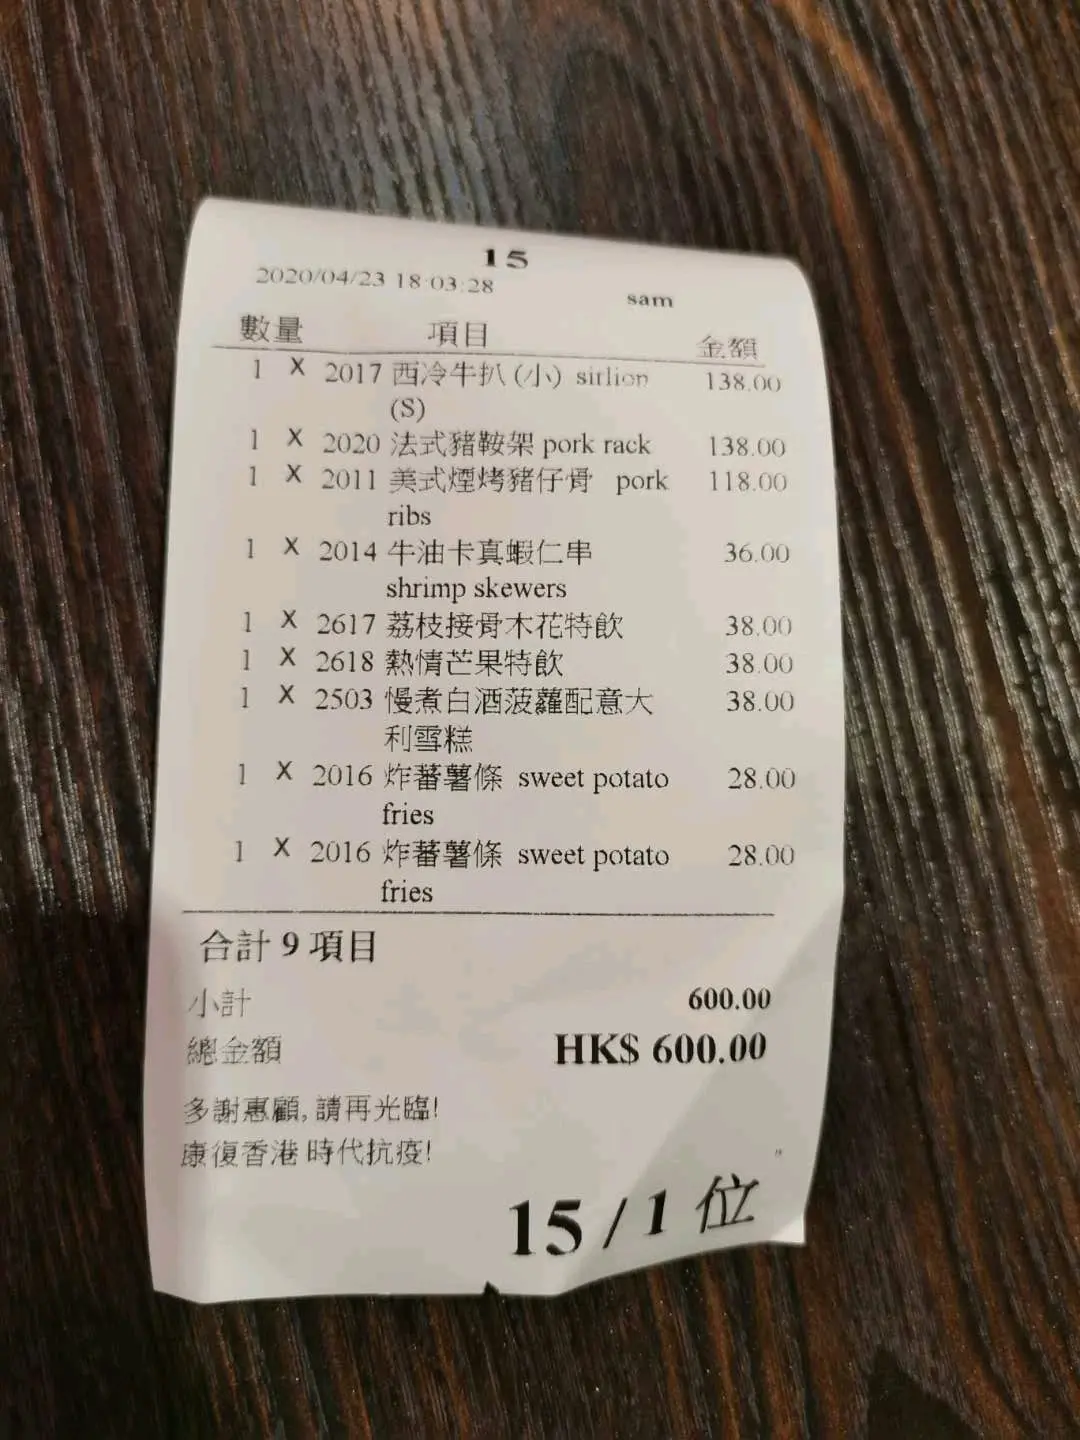 15
2020/04/23 18:03:28 sam
數量 項目 金額
1 X 2017 西冷牛扒 (小) sirlion 138.00
(S)
1 X 2020 法式豬鞍架 pork rack 138.00
1 X 2011 美式煙烤豬仔骨 pork 118.00
ribs
1 X 2014 牛油卡真蝦仁串 36.00
shrimp skewers
1 X 2617 荔枝接骨木花特飲 38.00
1 X 2618 熱情芒果特飲 38.00
1 X 2503 慢煮白酒菠蘿配意大 38.00
利雪糕
1 X 2016 炸蕃薯條 sweet potato 28.00
fries
1 X 2016 炸蕃薯條 sweet potato 28.00
fries
合計 9 項目
小計 600.00
總金額 HK$ 600.00
多謝惠顧, 請再光臨!
康復香港 時代抗疫!
15 / 1 位